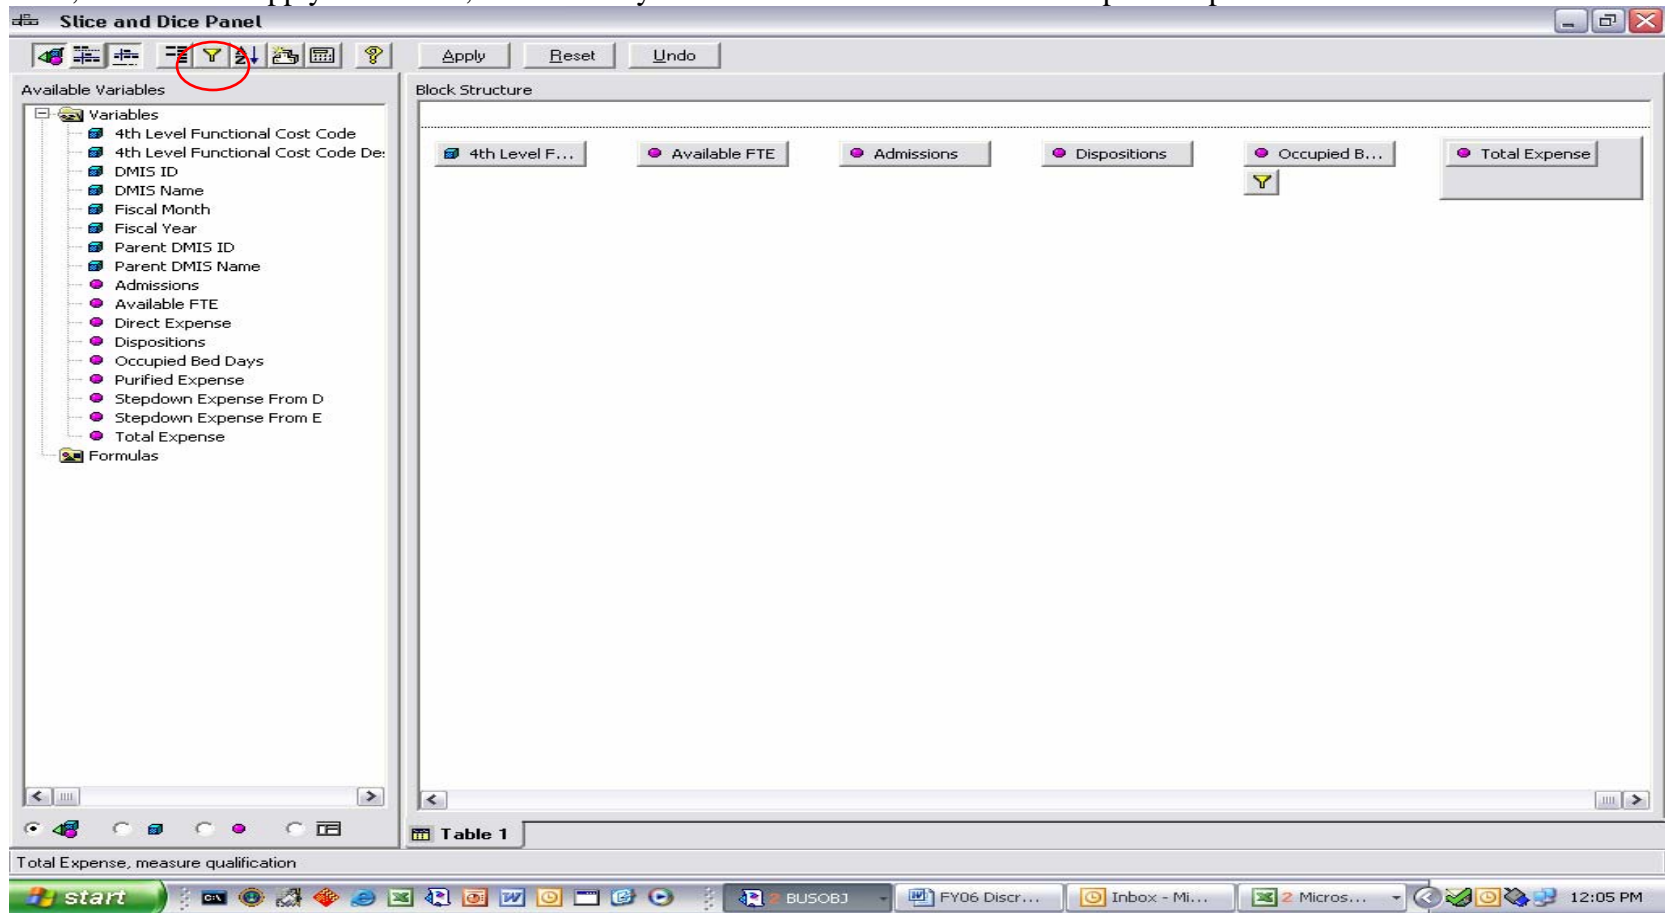 Slice and Dice Panel
Apply Reset Undo
Available Variables
Block Structure
Variables
4th Level Functional Cost Code
4th Level Functional Cost Code De:
DMIS ID
DMIS Name
Fiscal Month
Fiscal Year
Parent DMIS ID
Parent DMIS Name
Admissions
Available FTE
Direct Expense
Dispositions
Occupied Bed Days
Purified Expense
Stepdown Expense From D
Stepdown Expense From E
Total Expense
Formulas
4th Level F... Available FTE Admissions Dispositions Occupied B... Total Expense
Table 1
Total Expense, measure qualification
start 2 BUSOBJ FY06 Discr... Inbox - Mi... 2 Micros... 12:05 PM